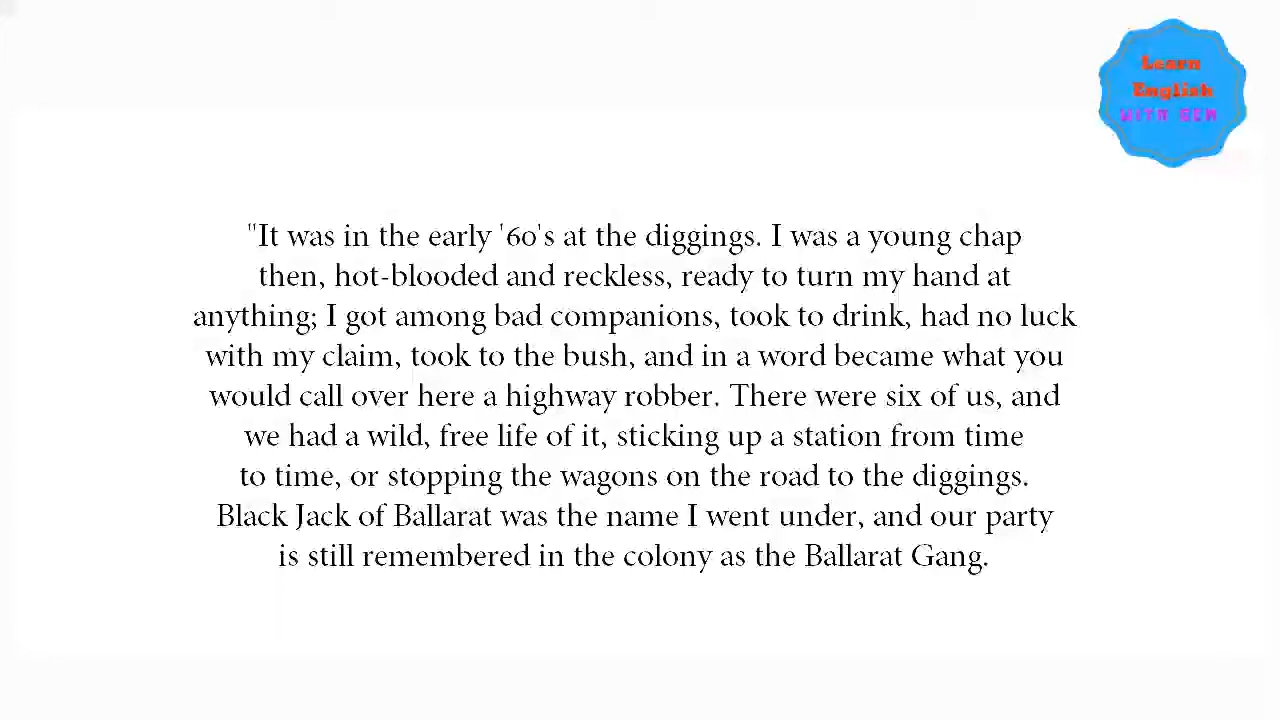 Learn
English
WITH GEM
"It was in the early '60's at the diggings. I was a young chap
then, hot-blooded and reckless, ready to turn my hand at
anything; I got among bad companions, took to drink, had no luck
with my claim, took to the bush, and in a word became what you
would call over here a highway robber. There were six of us, and
we had a wild, free life of it, sticking up a station from time
to time, or stopping the wagons on the road to the diggings.
Black Jack of Ballarat was the name I went under, and our party
is still remembered in the colony as the Ballarat Gang.